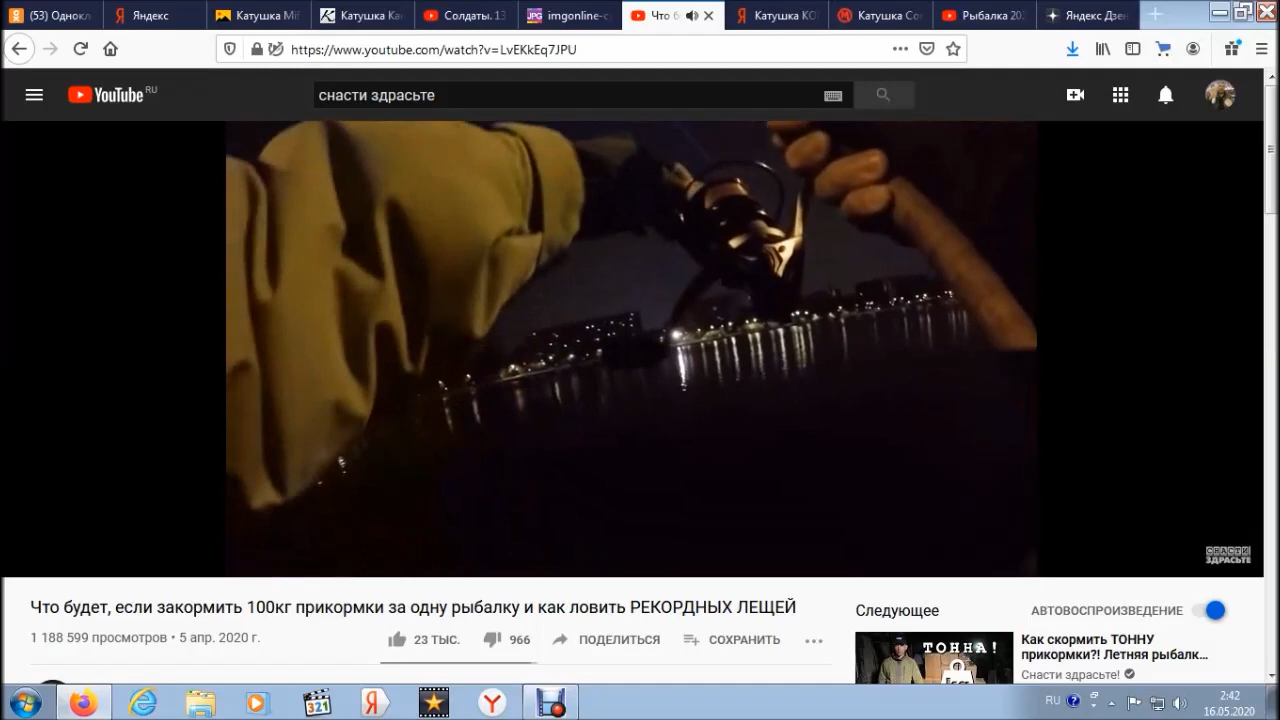 (53) Однокл
Яндекс
Катушка Mif
Катушка Ка
Солдаты. 13
imgonline-c
Что б
Катушка КО
Катушка Со
Рыбалка 202
Яндекс Дзен
https://www.youtube.com/watch?v=LvEKkEq7JPU
YouTube RU
снасти здрасьте
СНАСТИ
ЗДРАСЬТЕ
Что будет, если закормить 100кг прикормки за одну рыбалку и как ловить РЕКОРДНЫХ ЛЕЩЕЙ
1 188 599 просмотров • 5 апр. 2020 г.
23 ТЫС.
966
ПОДЕЛИТЬСЯ
СОХРАНИТЬ
Следующее
АВТОВОСПРОИЗВЕДЕНИЕ
ТОННА!
Как скормить ТОННУ
прикормки?! Летняя рыбалк...
Снасти здрасьте!
321
RU
2:42
16.05.2020